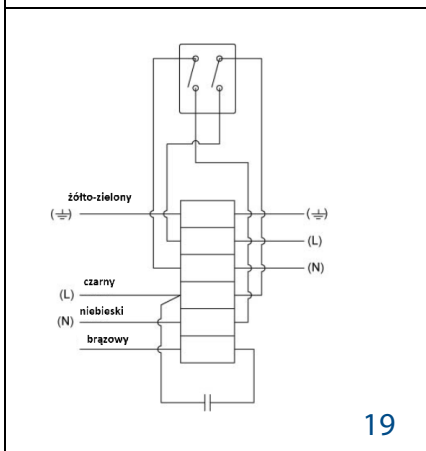 żółto-zielony
(⏚) (⏚)
(L)
(N)
czarny
(L)
niebieski
(N)
brązowy
19